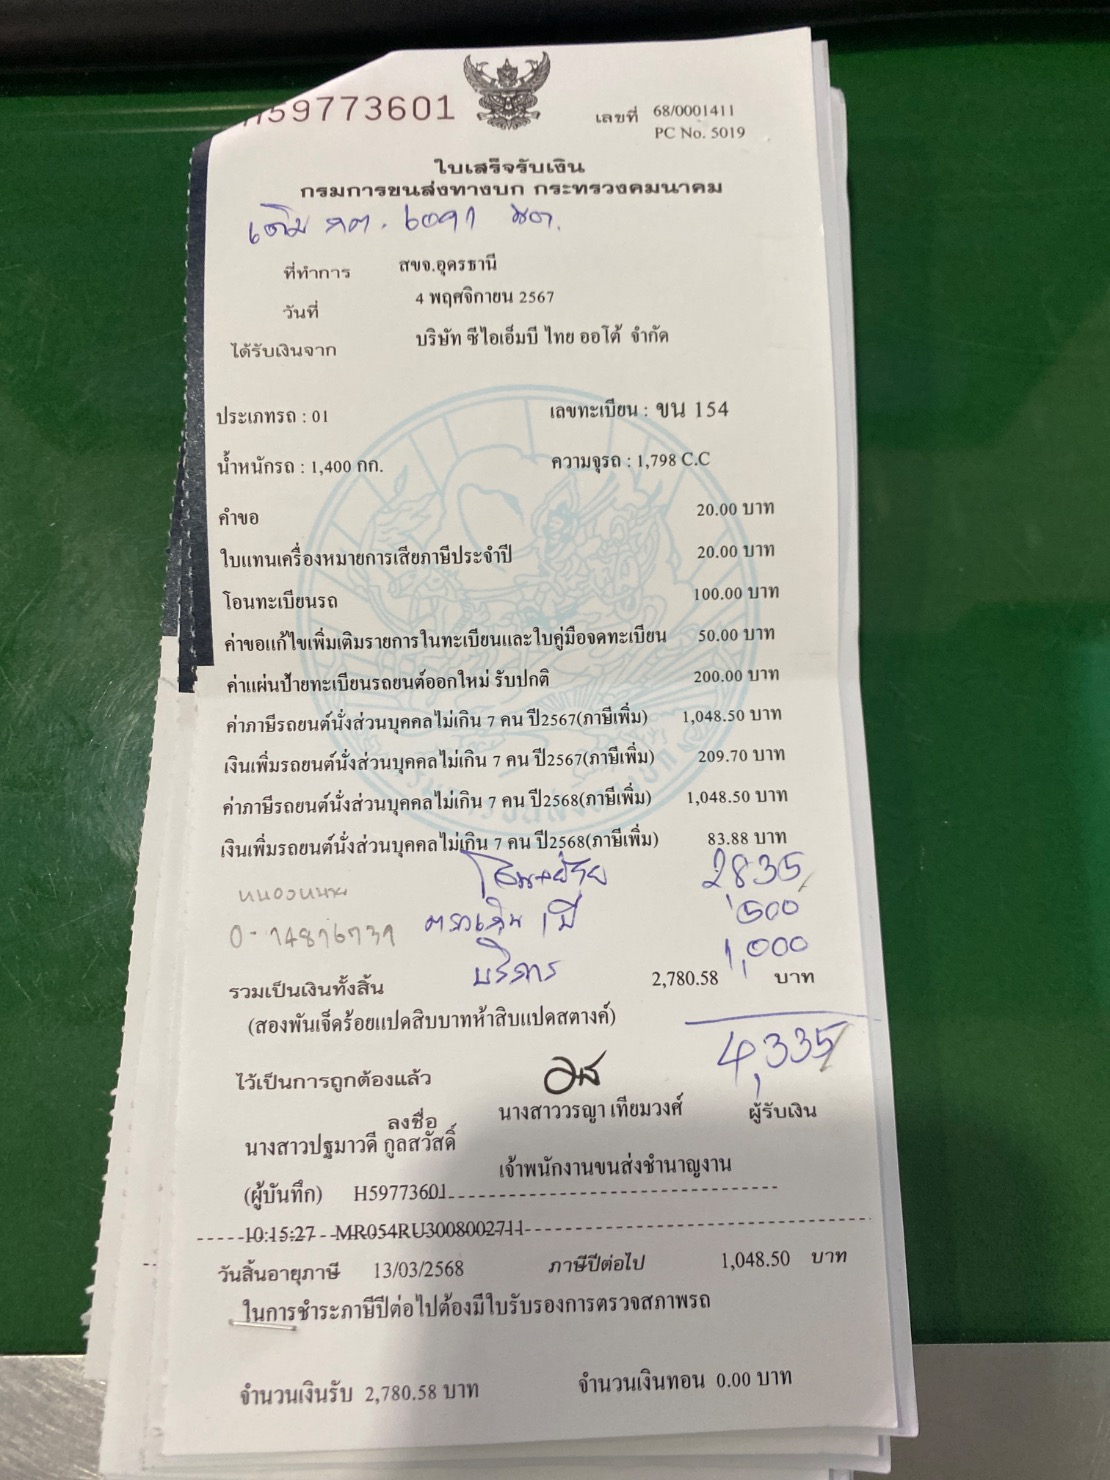 59773601
เลขที่ 68/0001411
PC No. 5019
ใบเสร็จรับเงิน
กรมการขนส่งทางบก กระทรวงคมนาคม
เดิม
ที่ทำการ สขจ.อุดรธานี
วันที่ 4 พฤศจิกายน 2567
ได้รับเงินจาก บริษัท ซีไอเอ็มบี ไทย ออโต้ จำกัด
ประเภทรถ : 01 เลขทะเบียน : ขน 154
น้ำหนักรถ : 1,400 กก. ความจุรถ : 1,798 C.C
คำขอ 20.00 บาท
ใบแทนเครื่องหมายการเสียภาษีประจำปี 20.00 บาท
โอนทะเบียนรถ 100.00 บาท
ค่าขอแก้ไขเพิ่มเติมรายการในทะเบียนและใบคู่มือจดทะเบียน 50.00 บาท
ค่าแผ่นป้ายทะเบียนรถยนต์ออกใหม่ รับปกติ 200.00 บาท
ค่าภาษีรถยนต์นั่งส่วนบุคคลไม่เกิน 7 คน ปี2567(ภาษีเพิ่ม) 1,048.50 บาท
เงินเพิ่มรถยนต์นั่งส่วนบุคคลไม่เกิน 7 คน ปี2567(ภาษีเพิ่ม) 209.70 บาท
ค่าภาษีรถยนต์นั่งส่วนบุคคลไม่เกิน 7 คน ปี2568(ภาษีเพิ่ม) 1,048.50 บาท
เงินเพิ่มรถยนต์นั่งส่วนบุคคลไม่เกิน 7 คน ปี2568(ภาษีเพิ่ม) 83.88 บาท
2835
500
บริการ 1,000
รวมเป็นเงินทั้งสิ้น 2,780.58 บาท
(สองพันเจ็ดร้อยแปดสิบบาทห้าสิบแปดสตางค์)
4,335
ไว้เป็นการถูกต้องแล้ว
ลงชื่อ นางสาววรญา เทียมวงศ์ ผู้รับเงิน
นางสาวปฐมาวดี กูลสวัสดิ์
เจ้าพนักงานขนส่งชำนาญงาน
(ผู้บันทึก) H59773601
10:15:27 MR054RU3008002711
วันสิ้นอายุภาษี 13/03/2568 ภาษีปีต่อไป 1,048.50 บาท
ในการชำระภาษีปีต่อไปต้องมีใบรับรองการตรวจสภาพรถ
จำนวนเงินรับ 2,780.58 บาท จำนวนเงินทอน 0.00 บาท